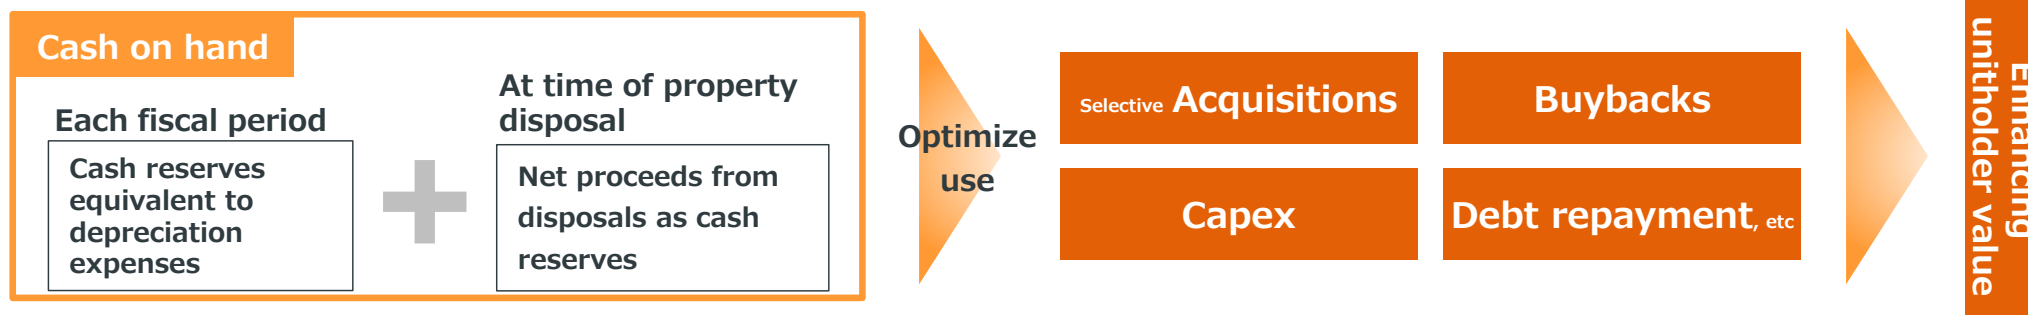 Cash on hand
Each fiscal period
Cash reserves
equivalent to
depreciation
expenses
At time of property
disposal
Net proceeds from
disposals as cash
reserves
Optimize
use
Selective Acquisitions
Buybacks
Capex
Debt repayment, etc
Enhancing
unitholder value